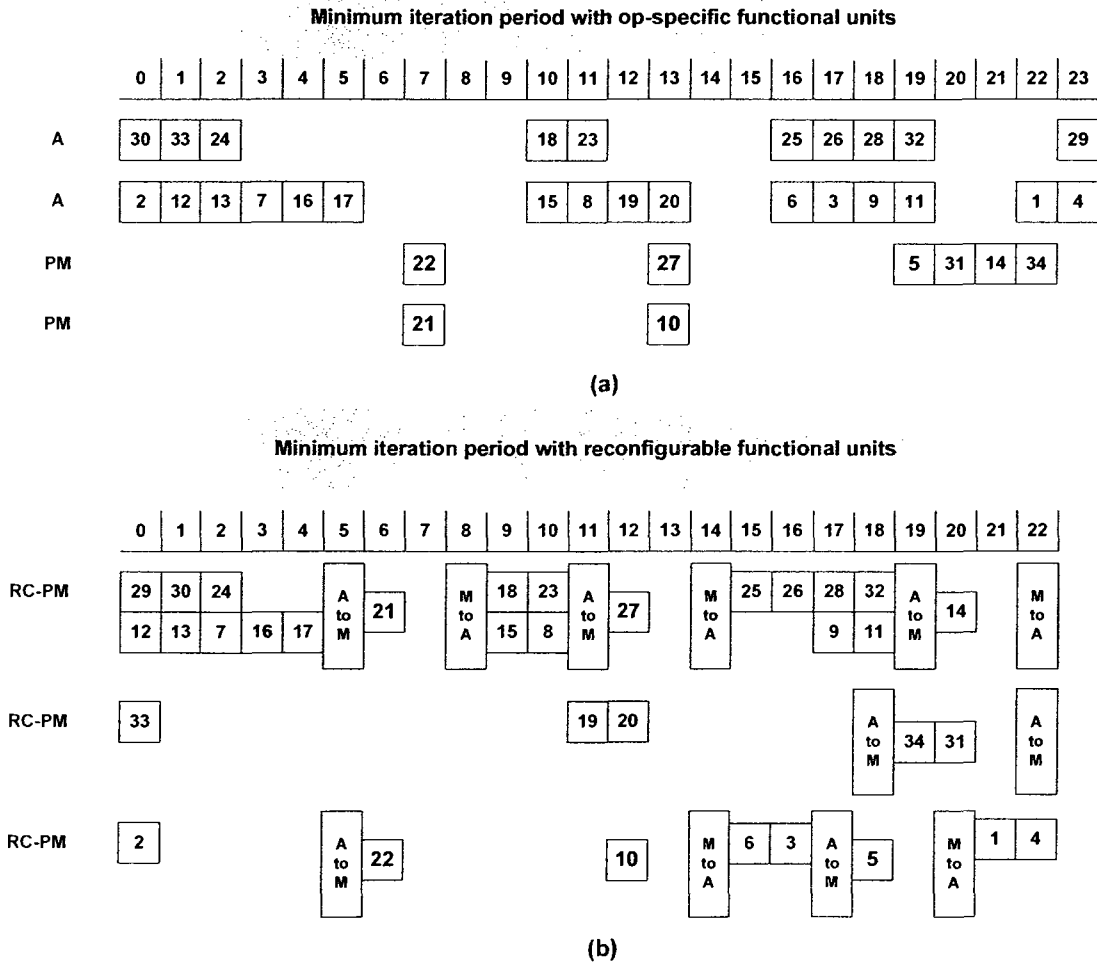 Minimum iteration period with op-specific functional units
0 1 2 3 4 5 6 7 8 9 10 11 12 13 14 15 16 17 18 19 20 21 22 23
A 30 33 24 18 23 25 26 28 32 29
A 2 12 13 7 16 17 15 8 19 20 6 3 9 11 1 4
PM 22 27 5 31 14 34
PM 21 10
(a)
Minimum iteration period with reconfigurable functional units
0 1 2 3 4 5 6 7 8 9 10 11 12 13 14 15 16 17 18 19 20 21 22
RC-PM 29 30 24 A to M 21 M to A 18 23 A to M 27 M to A 25 26 28 32 A to M 14 M to A
12 13 7 16 17 15 8 9 11
RC-PM 33 19 20 A to M 34 31 A to M
RC-PM 2 A to M 22 10 M to A 6 3 A to M 5 M to A 1 4
(b)